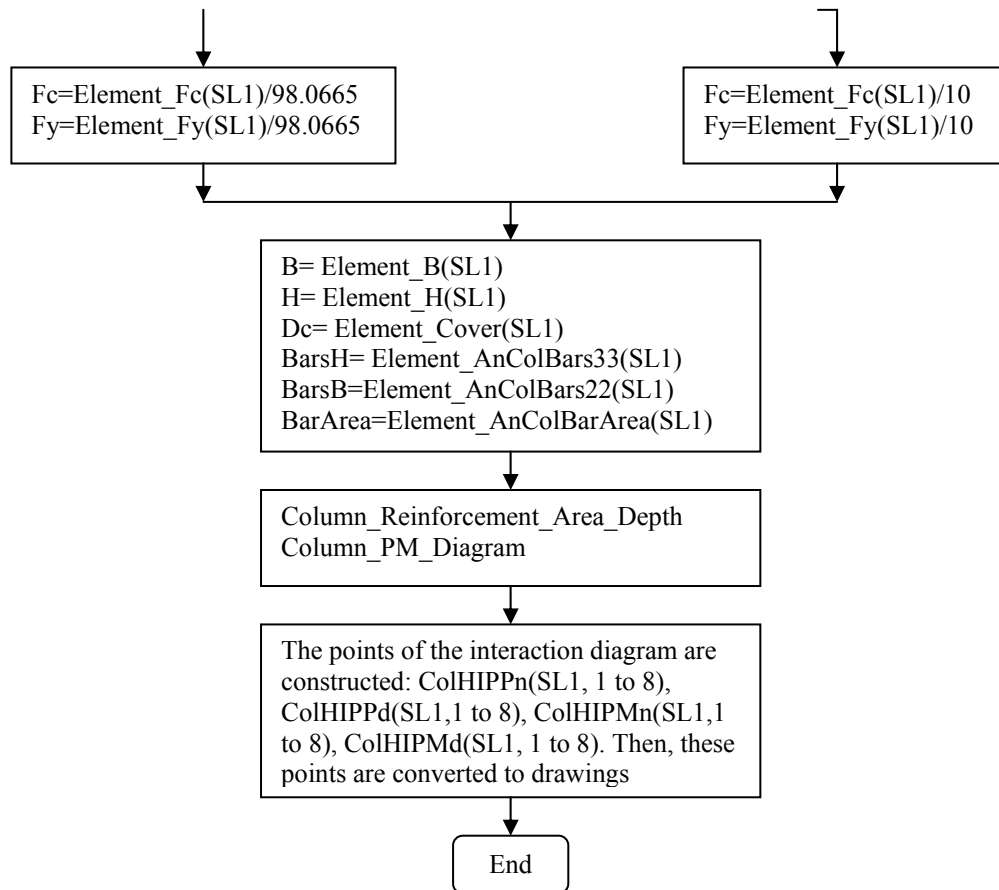 Fc=Element_Fc(SL1)/98.0665
Fy=Element_Fy(SL1)/98.0665
Fc=Element_Fc(SL1)/10
Fy=Element_Fy(SL1)/10
B= Element_B(SL1)
H= Element_H(SL1)
Dc= Element_Cover(SL1)
BarsH= Element_AnColBars33(SL1)
BarsB=Element_AnColBars22(SL1)
BarArea=Element_AnColBarArea(SL1)
Column_Reinforcement_Area_Depth
Column_PM_Diagram
The points of the interaction diagram are
constructed: ColHIPPn(SL1, 1 to 8),
ColHIPPd(SL1,1 to 8), ColHIPMn(SL1,1
to 8), ColHIPMd(SL1, 1 to 8). Then, these
points are converted to drawings
End